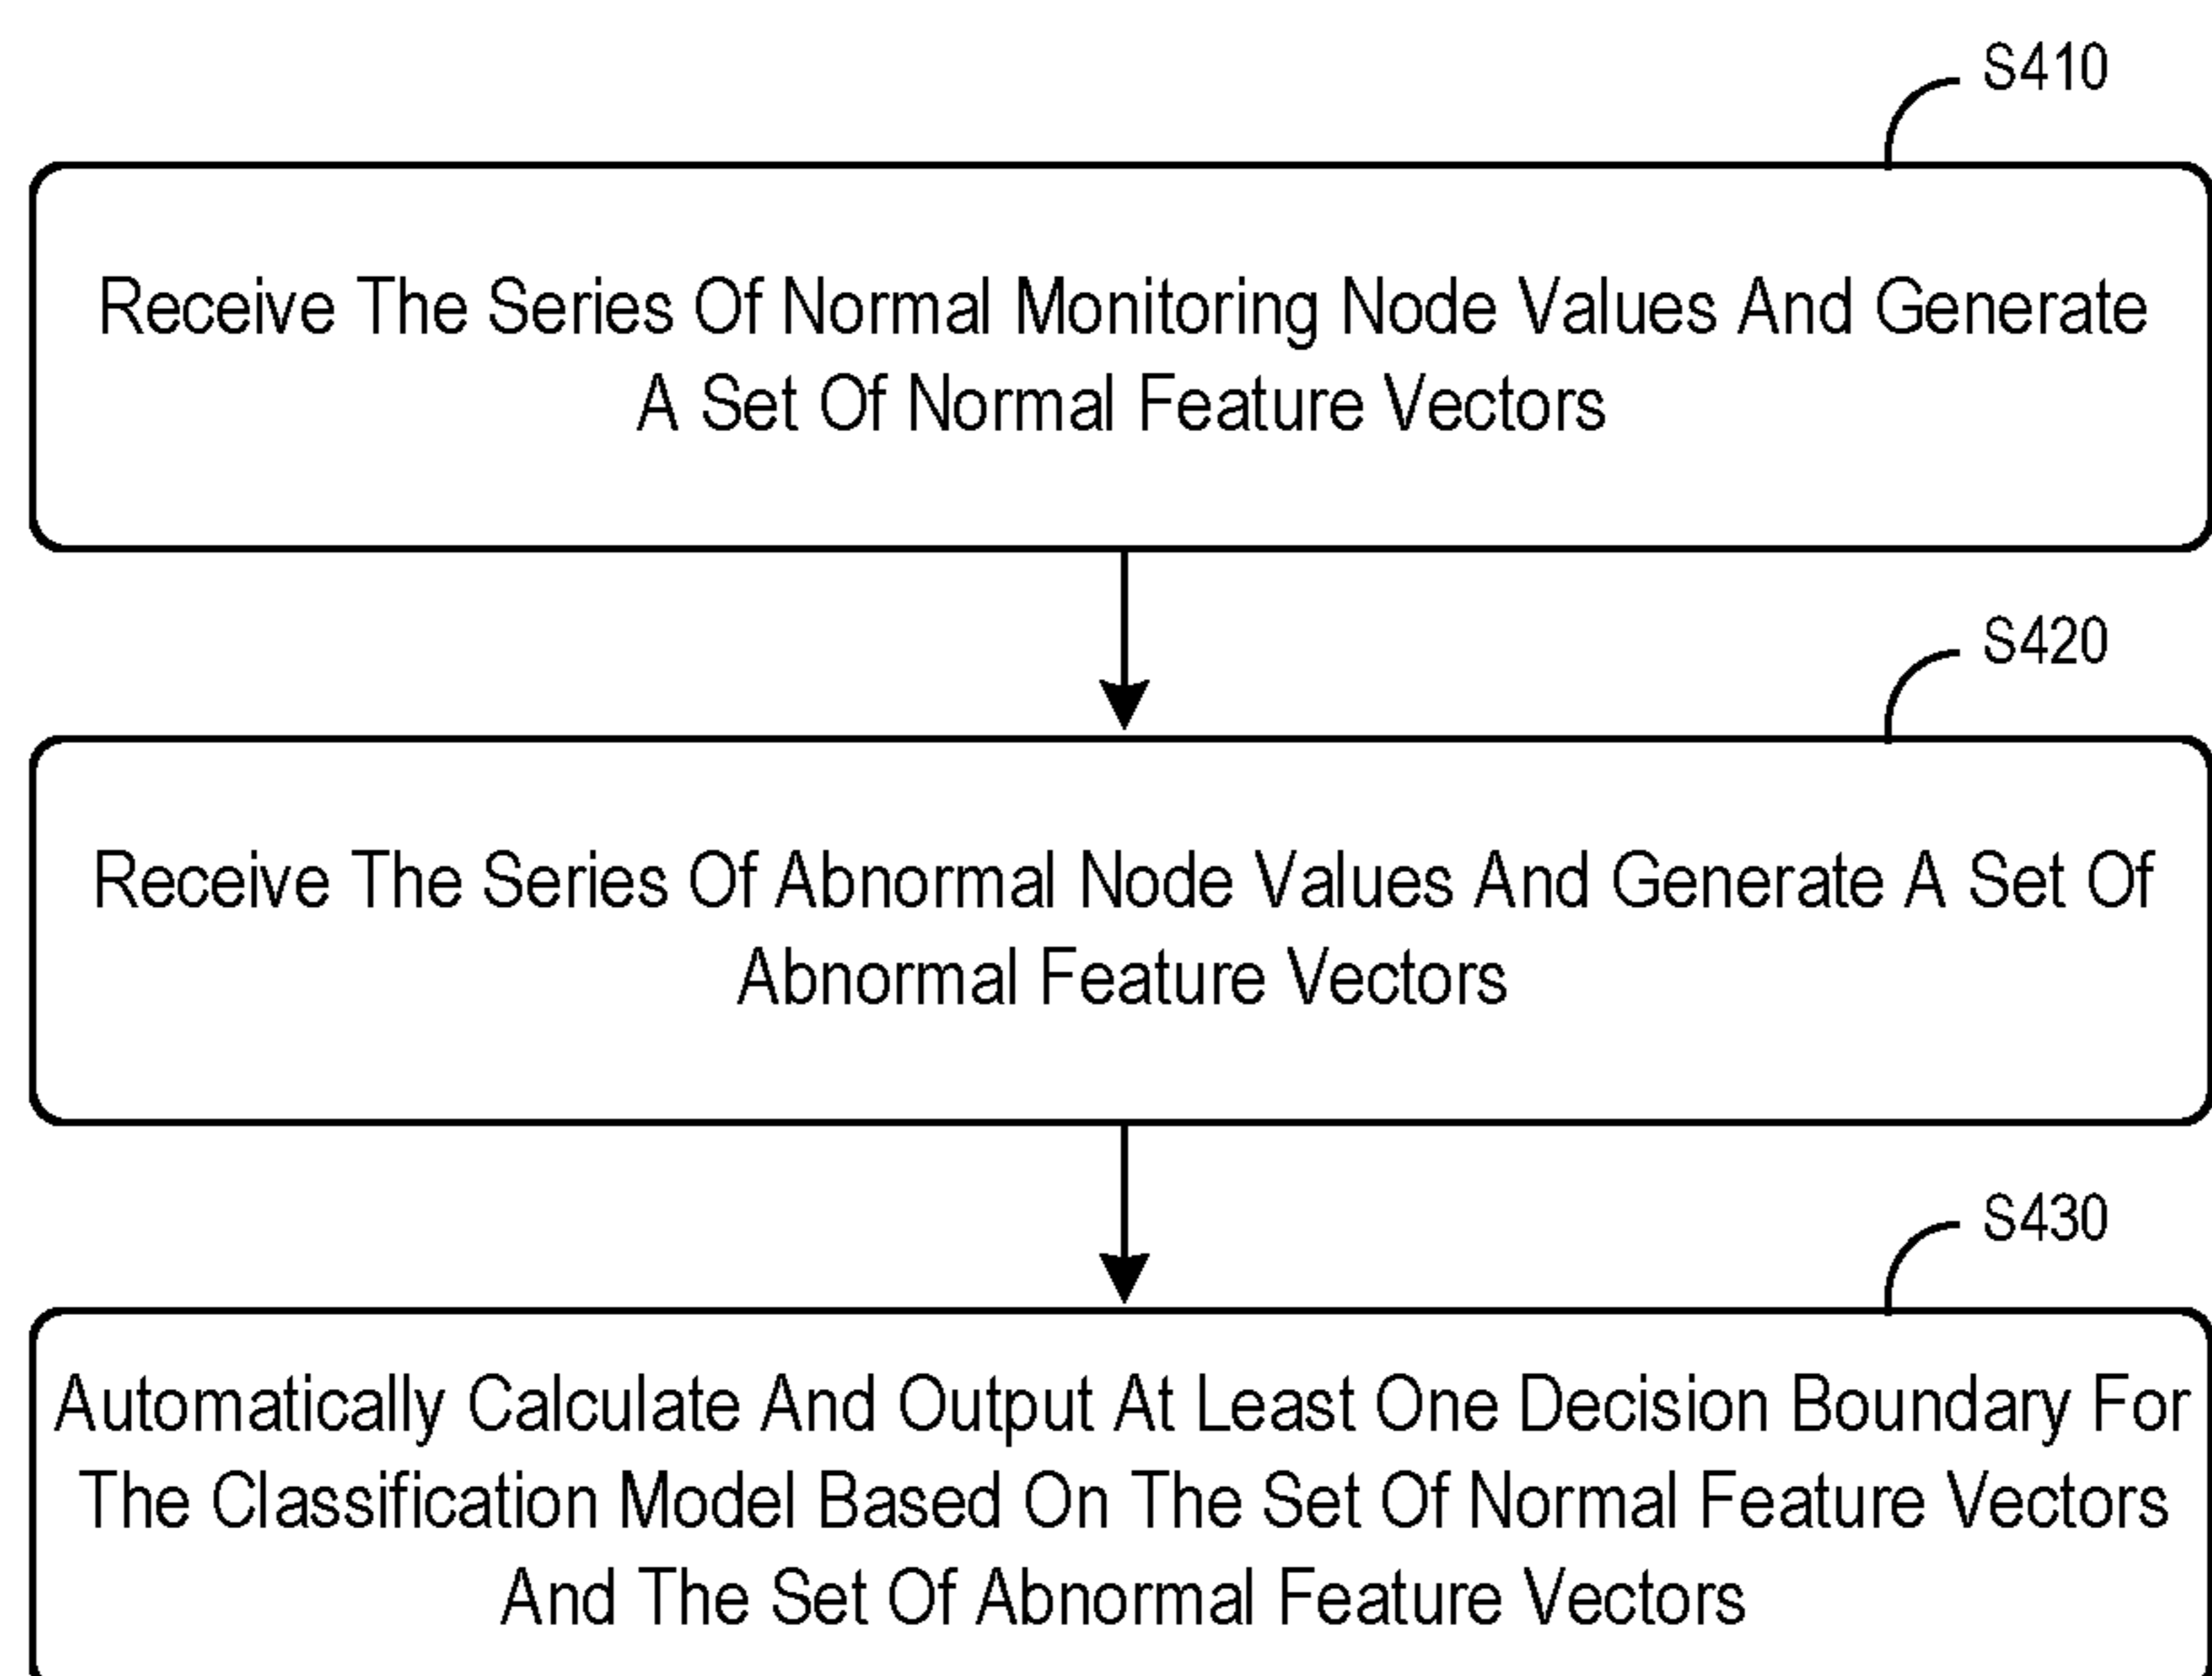 S410
Receive The Series Of Normal Monitoring Node Values And Generate
A Set Of Normal Feature Vectors
S420
Receive The Series Of Abnormal Node Values And Generate A Set Of
Abnormal Feature Vectors
S430
Automatically Calculate And Output At Least One Decision Boundary For
The Classification Model Based On The Set Of Normal Feature Vectors
And The Set Of Abnormal Feature Vectors